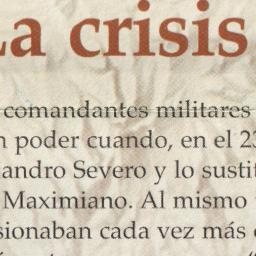 La crisis
comandantes militares
n poder cuando, en el 23
andro Severo y lo sustit
Maximiano. Al mismo
sionaban cada vez más